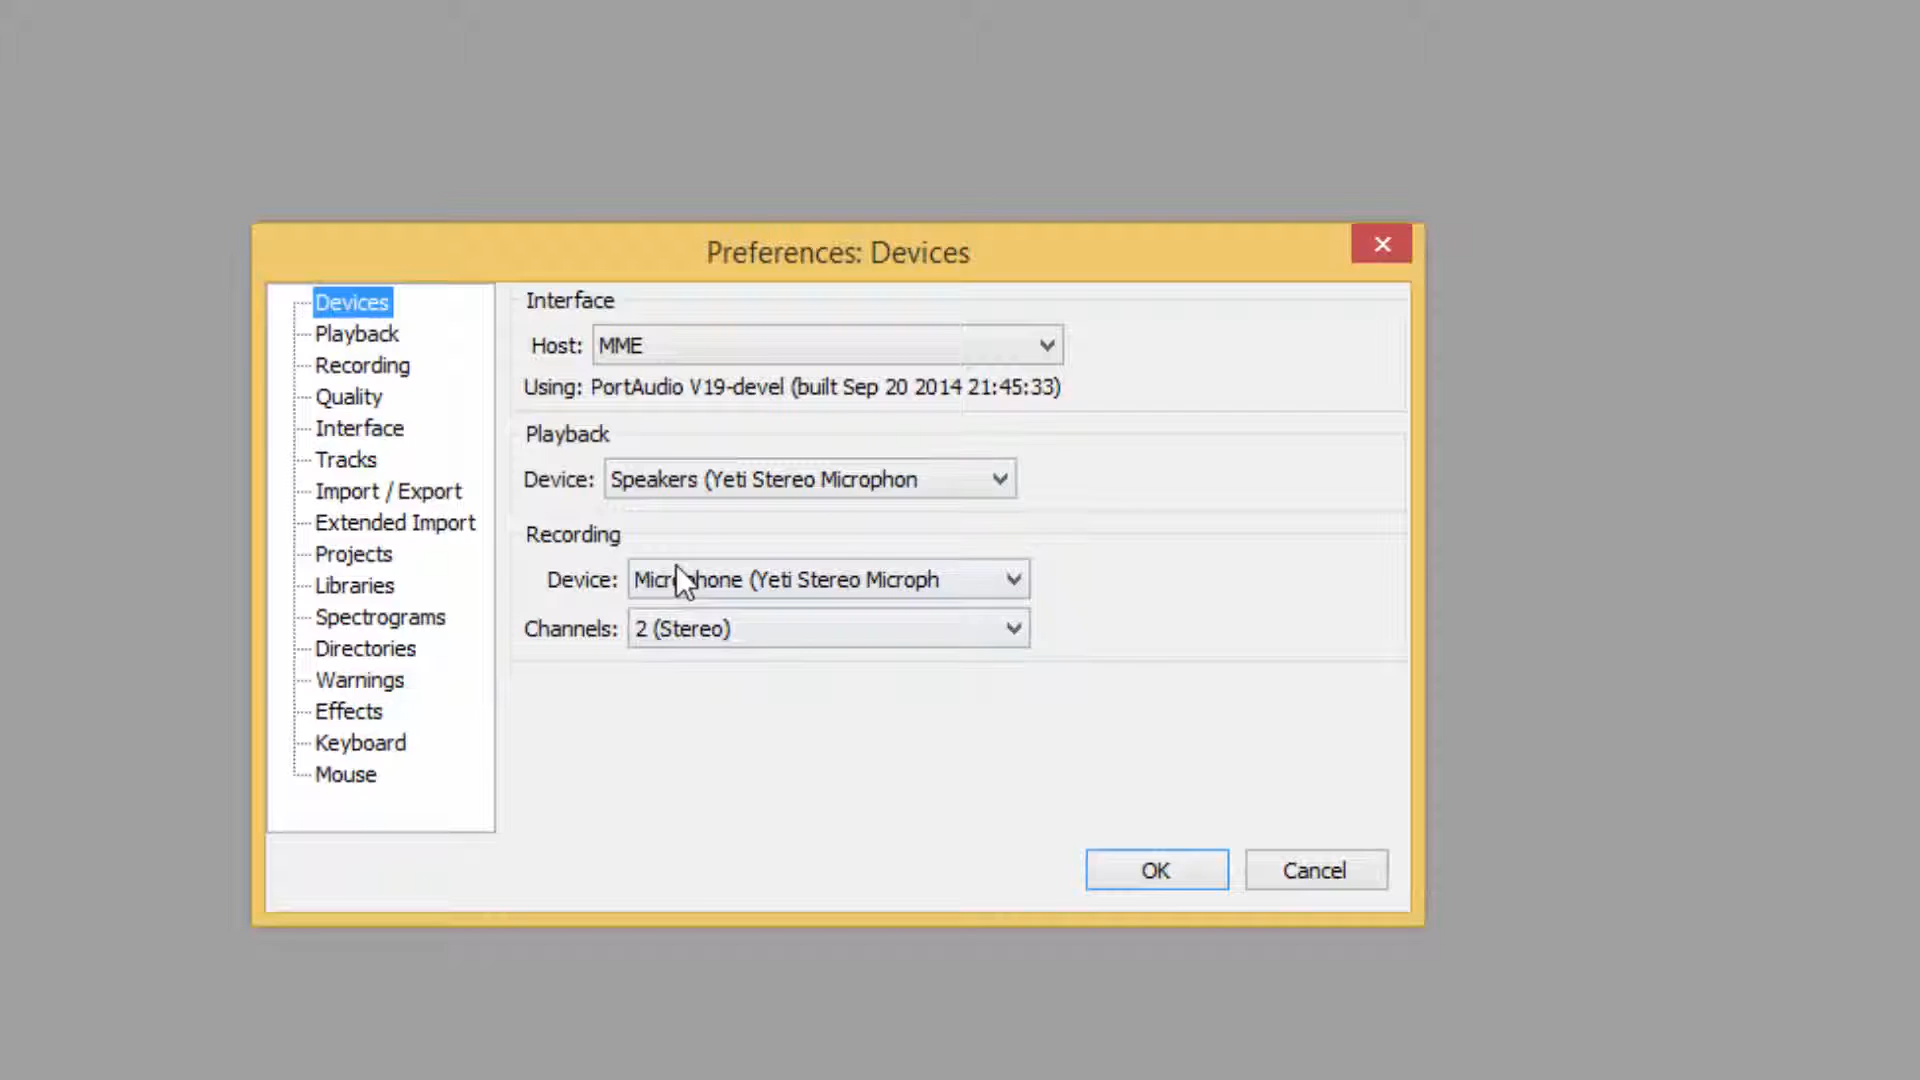 Preferences: Devices
Devices
Playback
Recording
Quality
Interface
Tracks
Import / Export
Extended Import
Projects
Libraries
Spectrograms
Directories
Warnings
Effects
Keyboard
Mouse
Interface
Host: MME
Using: PortAudio V19-devel (built Sep 20 2014 21:45:33)
Playback
Device: Speakers (Yeti Stereo Microphon
Recording
Device: Microphone (Yeti Stereo Microph
Channels: 2 (Stereo)
OK Cancel